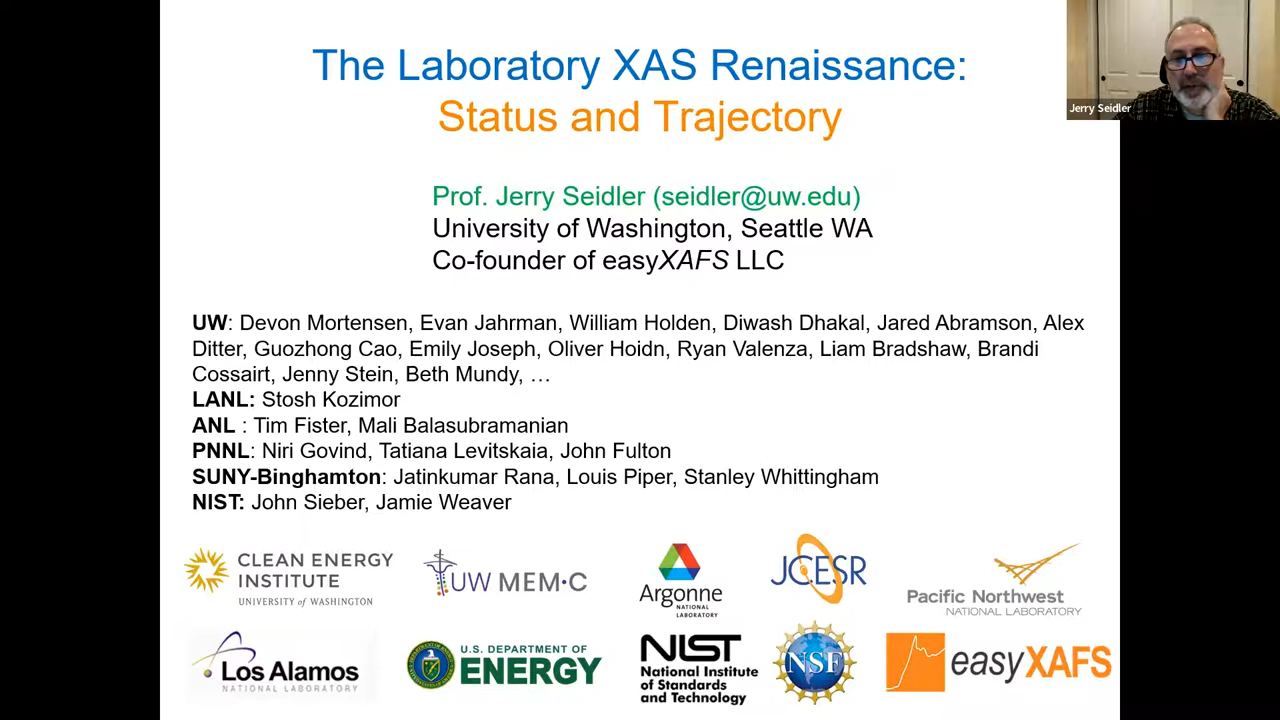 The Laboratory XAS Renaissance:
Status and Trajectory
Jerry Seidler
Prof. Jerry Seidler (seidler@uw.edu)
University of Washington, Seattle WA
Co-founder of easyXAFS LLC
UW: Devon Mortensen, Evan Jahrman, William Holden, Diwash Dhakal, Jared Abramson, Alex
Ditter, Guozhong Cao, Emily Joseph, Oliver Hoidn, Ryan Valenza, Liam Bradshaw, Brandi
Cossairt, Jenny Stein, Beth Mundy, …
LANL: Stosh Kozimor
ANL : Tim Fister, Mali Balasubramanian
PNNL: Niri Govind, Tatiana Levitskaia, John Fulton
SUNY-Binghamton: Jatinkumar Rana, Louis Piper, Stanley Whittingham
NIST: John Sieber, Jamie Weaver
CLEAN ENERGY
INSTITUTE
UNIVERSITY of WASHINGTON
UW MEM·C
Argonne
NATIONAL
LABORATORY
JCESR
Pacific Northwest
NATIONAL LABORATORY
Los Alamos
NATIONAL LABORATORY
U.S. DEPARTMENT OF
ENERGY
NIST
National Institute
of Standards
and Technology
NSF
easyXAFS